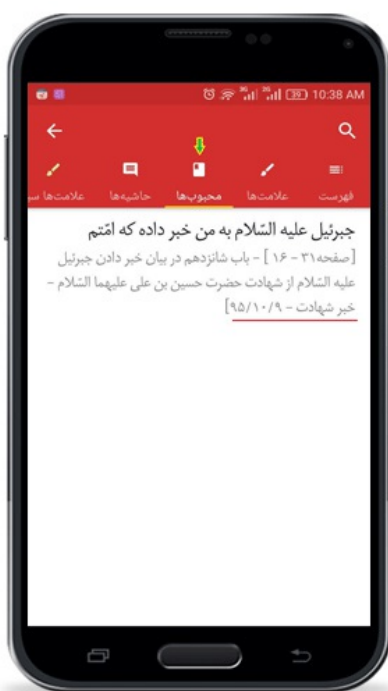 39 10:38 AM
فهرست علامت‌ها محبوب‌ها حاشیه‌ها علامت‌ها
جبرئیل علیه السّلام به من خبر داده که امّتم
[صفحه۳۱ - ۱۶ ] - باب شانزدهم در بیان خبر دادن جبرئیل
علیه السّلام از شهادت حضرت حسین بن علی علیهما السّلام -
خبر شهادت - ۹۵/۱۰/۹]